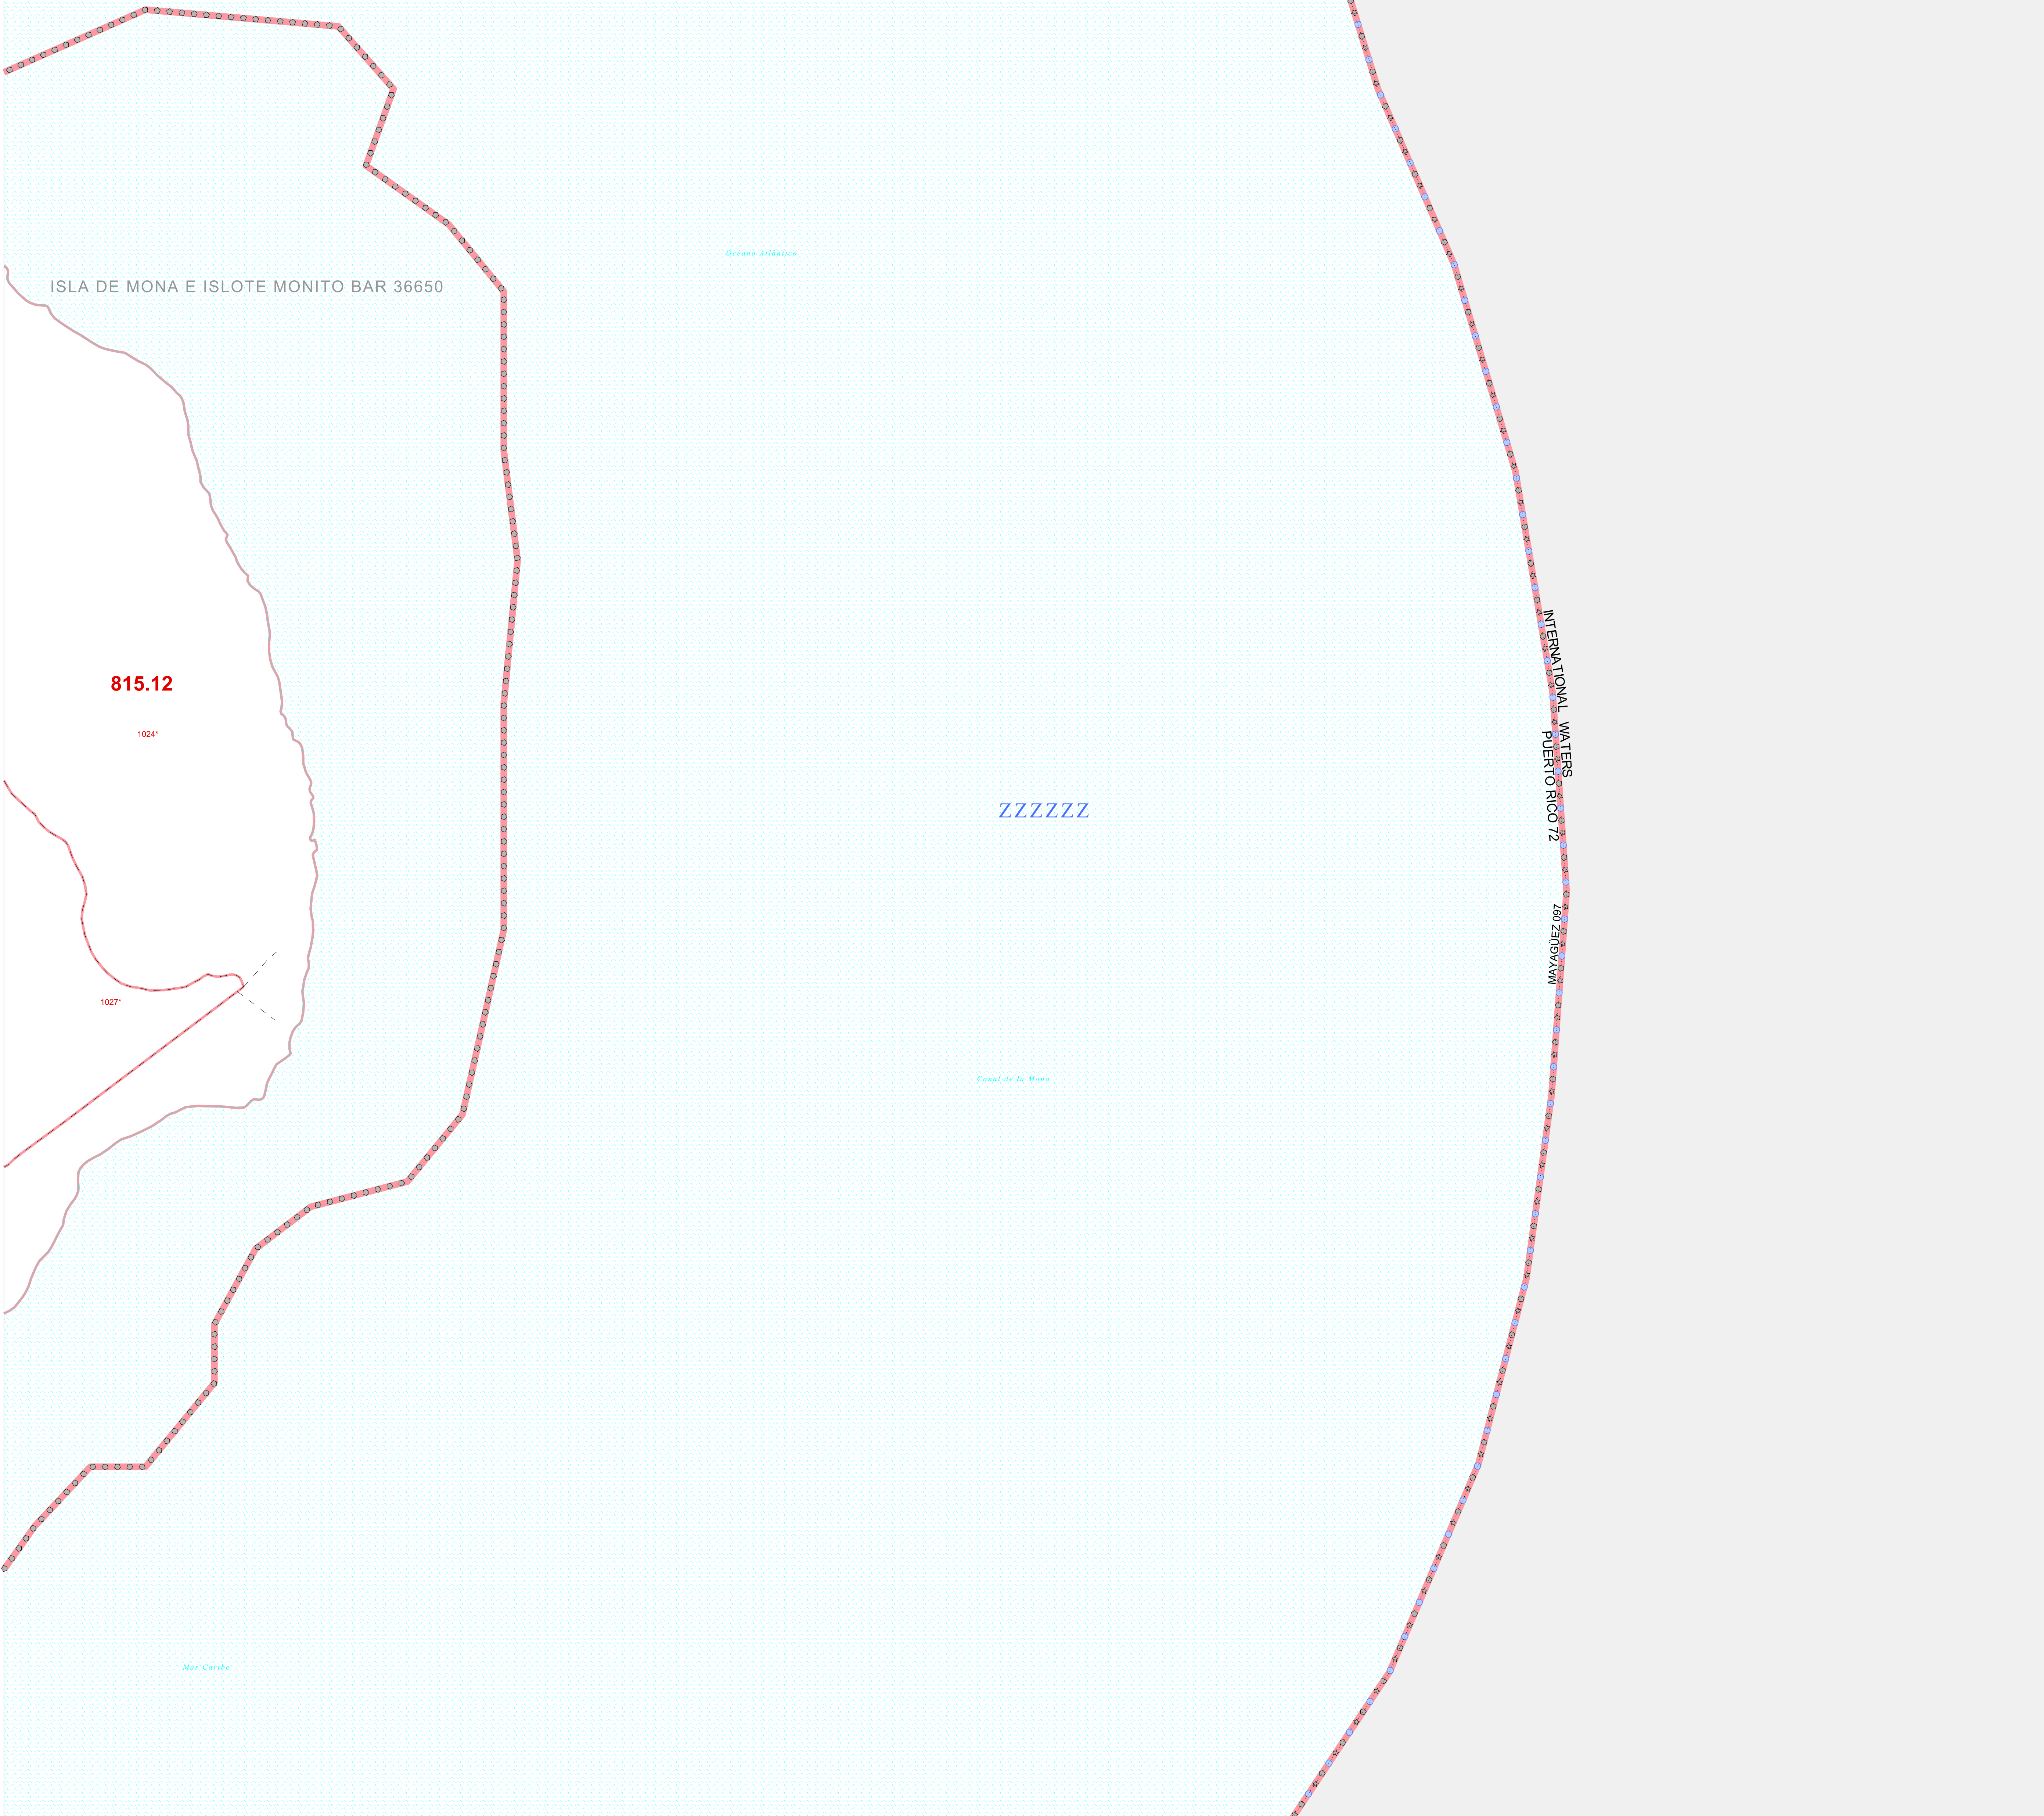 Océano Atlántico
ISLA DE MONA E ISLOTE MONITO BAR 36650
INTERNATIONAL WATERS
PUERTO RICO 72
815.12
1024*
ZZZZZZ
MAYAGÜEZ 097
1027*
Canal de la Mona
Mar Caribe